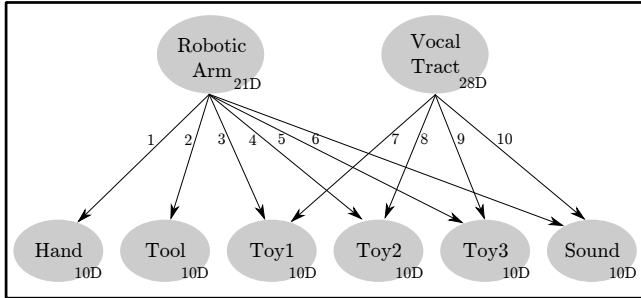 Robotic
Arm
21D
Vocal
Tract
28D
1 2 3 4 5 6 7 8 9 10
Hand
10D
Tool
10D
Toy1
10D
Toy2
10D
Toy3
10D
Sound
10D